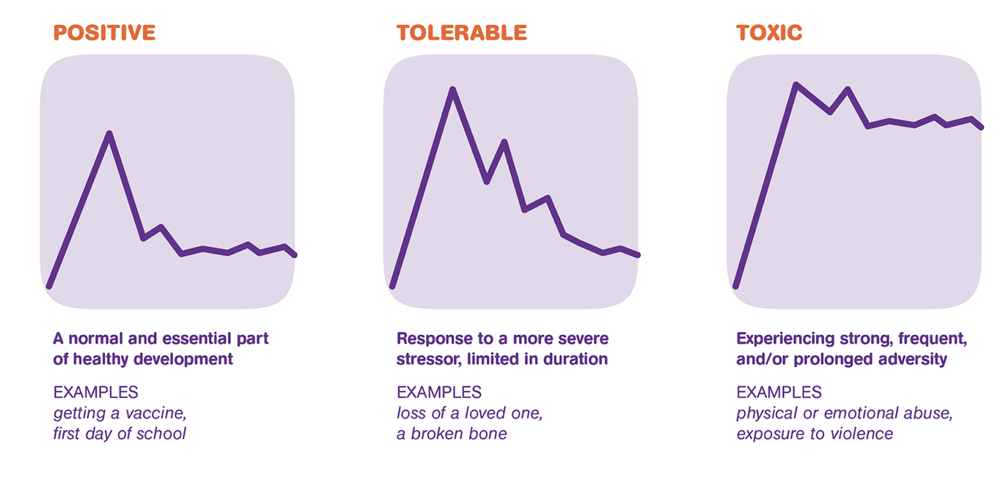 POSITIVE
A normal and essential part
of healthy development
EXAMPLES
getting a vaccine,
first day of school
TOLERABLE
Response to a more severe
stressor, limited in duration
EXAMPLES
loss of a loved one,
a broken bone
TOXIC
Experiencing strong, frequent,
and/or prolonged adversity
EXAMPLES
physical or emotional abuse,
exposure to violence